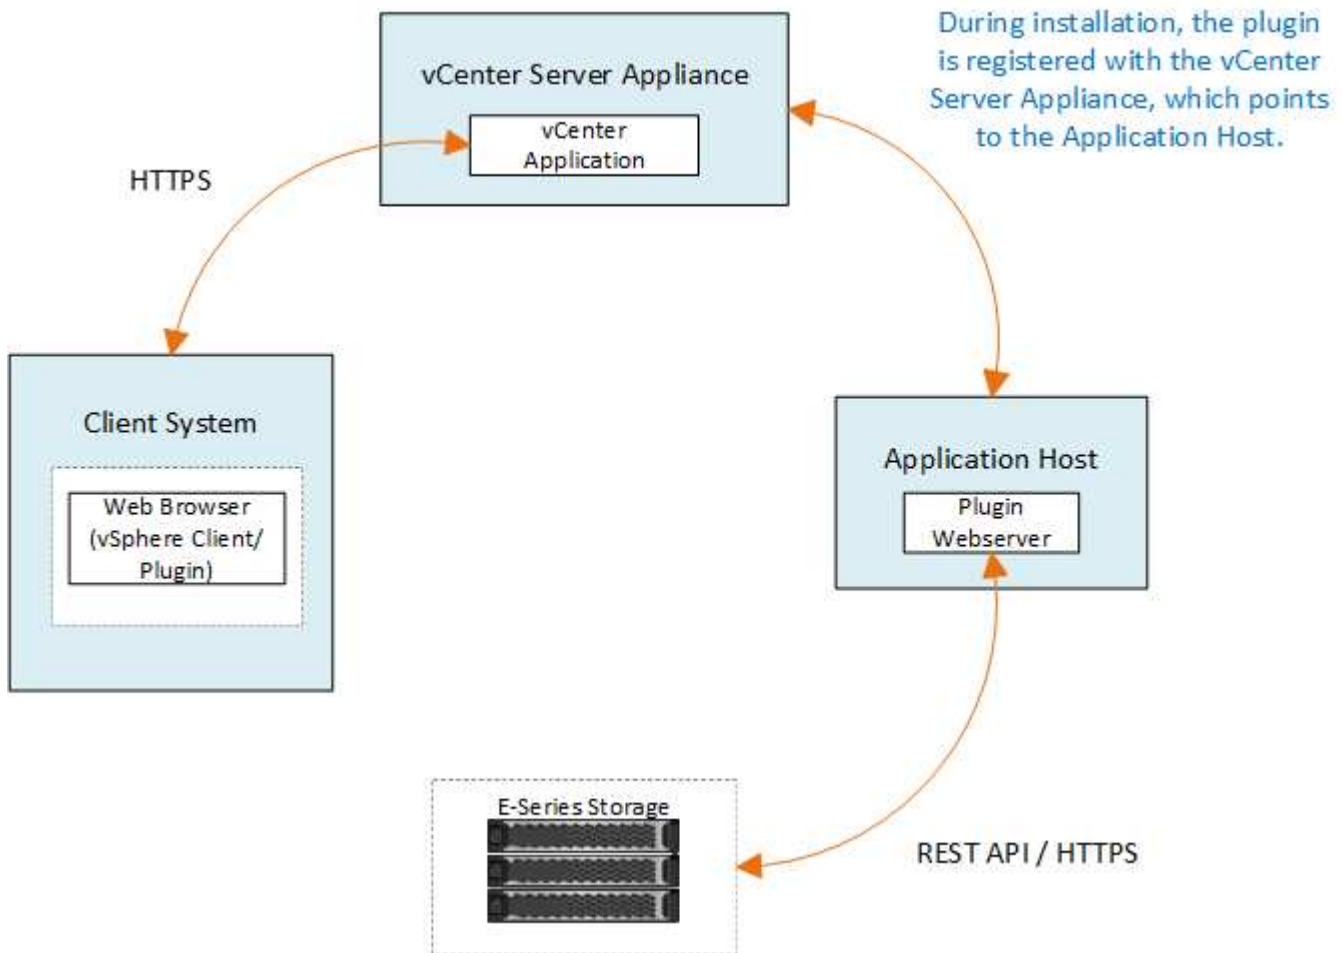 During installation, the plugin
is registered with the vCenter
Server Appliance, which points
to the Application Host.
vCenter Server Appliance
vCenter
Application
HTTPS
Client System
Web Browser
(vSphere Client/
Plugin)
Application Host
Plugin
Webserver
E-Series Storage
REST API / HTTPS